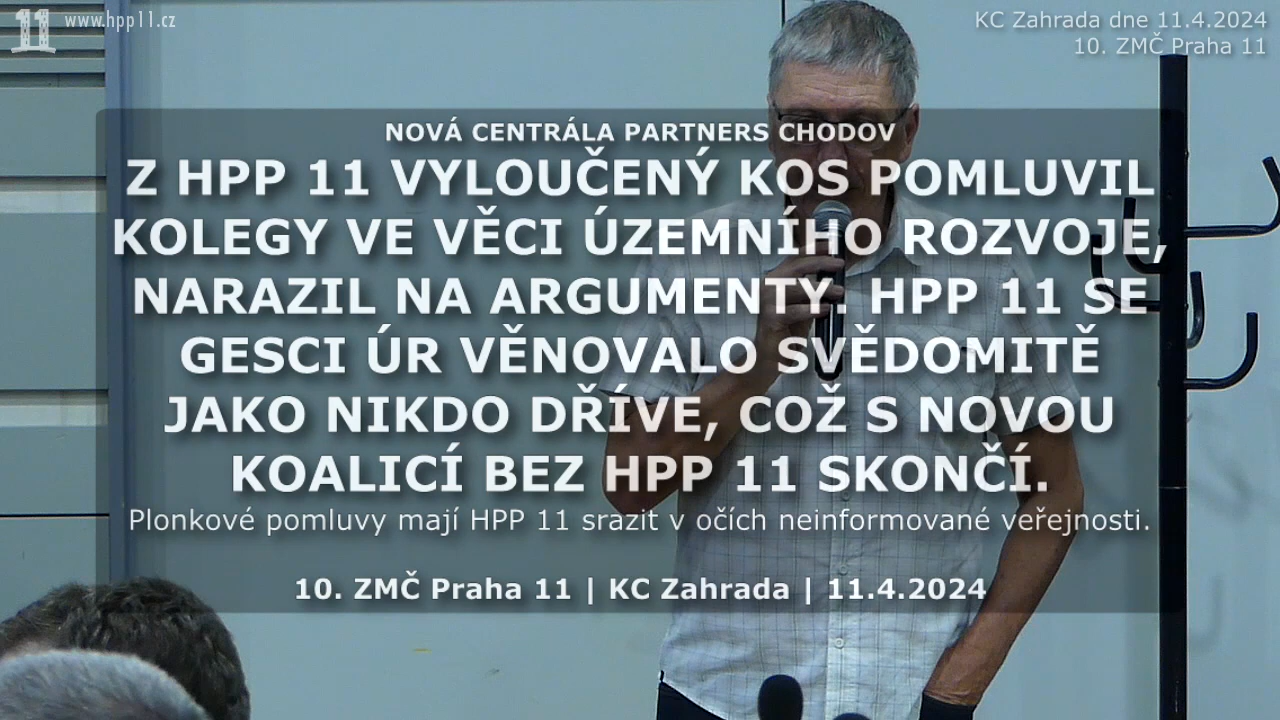 11 www.hpp11.cz
KC Zahrada dne 11.4.2024
10. ZMČ Praha 11
NOVÁ CENTRÁLA PARTNERS CHODOV
Z HPP 11 VYLOUČENÝ KOS POMLUVIL
KOLEGY VE VĚCI ÚZEMNÍHO ROZVOJE,
NARAZIL NA ARGUMENTY. HPP 11 SE
GESCI ÚR VĚNOVALO SVĚDOMITĚ
JAKO NIKDO DŘÍVE, COŽ S NOVOU
KOALICÍ BEZ HPP 11 SKONČÍ.
Plonkové pomluvy mají HPP 11 srazit v očích neinformované veřejnosti.
10. ZMČ Praha 11 | KC Zahrada | 11.4.2024